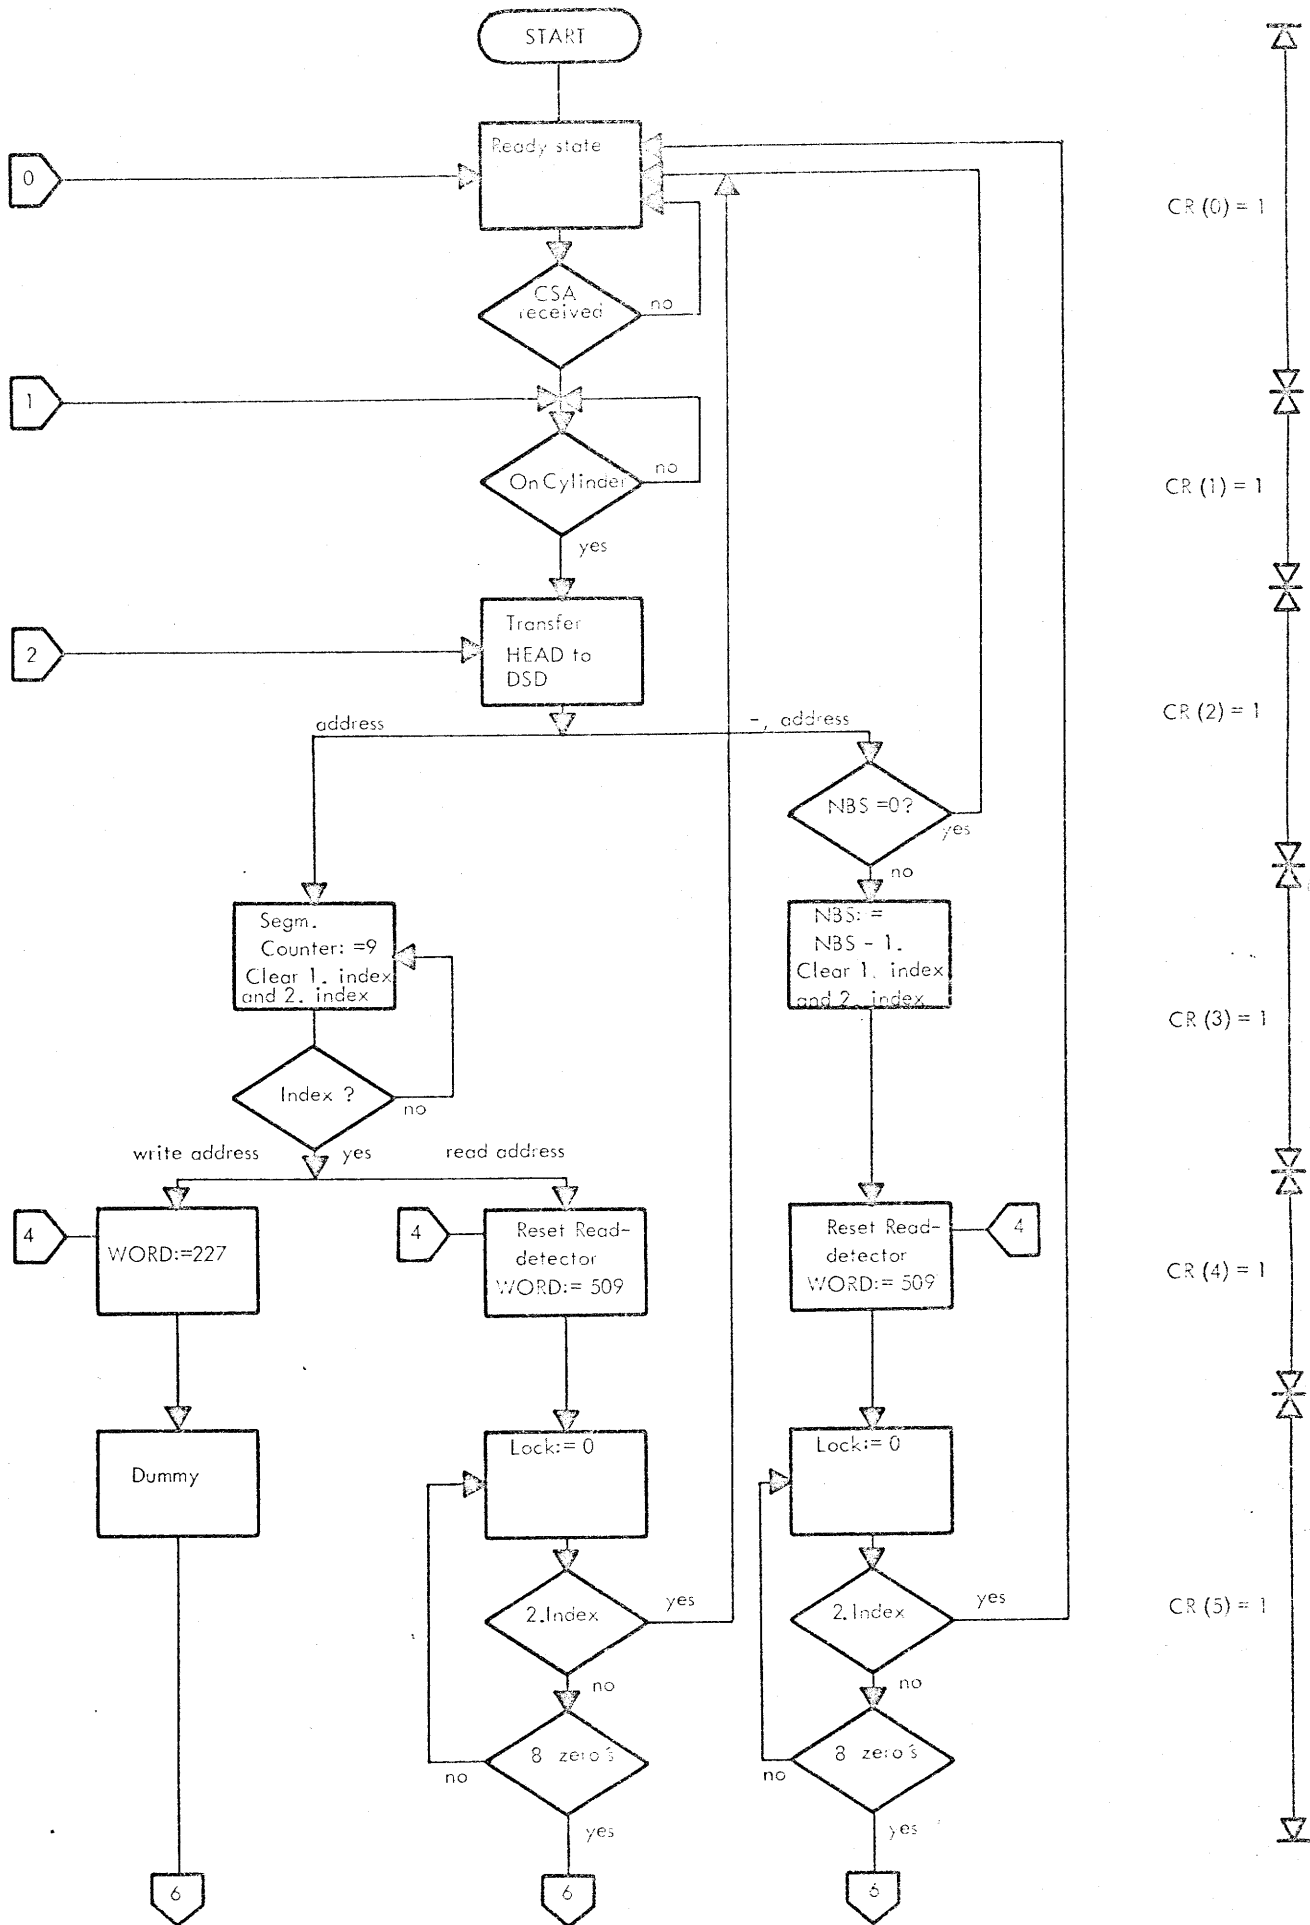 START
Ready state
0
CR (0) = 1
CSA
received
no
1
On Cylinder
no
CR (1) = 1
yes
Transfer
HEAD to
DSD
2
CR (2) = 1
address
-, address
NBS =0?
yes
no
Segm.
Counter: =9
Clear 1. index
and 2. index
NBS: =
NBS - 1.
Clear 1. index
and 2. index
CR (3) = 1
Index ?
no
write address
yes
read address
4
WORD:=227
4
Reset Read-
detector
WORD:= 509
Reset Read-
detector
WORD:= 509
4
CR (4) = 1
Dummy
Lock:= 0
Lock:= 0
2.Index
yes
no
2.Index
yes
no
CR (5) = 1
8 zero's
no
yes
8 zero's
no
yes
6
6
6